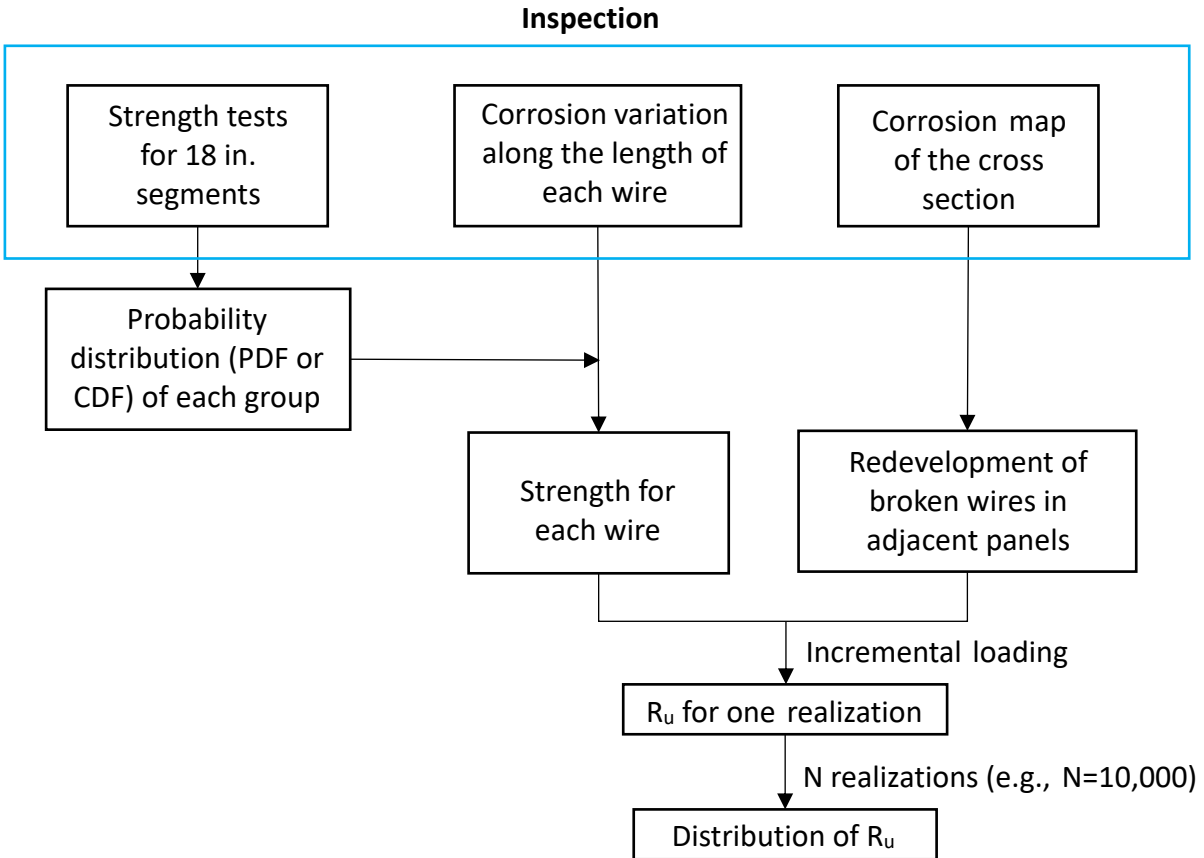 Inspection
Strength tests
for 18 in.
segments
Corrosion variation
along the length of
each wire
Corrosion map
of the cross
section
Probability
distribution (PDF or
CDF) of each group
Strength for
each wire
Redevelopment of
broken wires in
adjacent panels
Incremental loading
Ru for one realization
N realizations (e.g., N=10,000)
Distribution of Ru